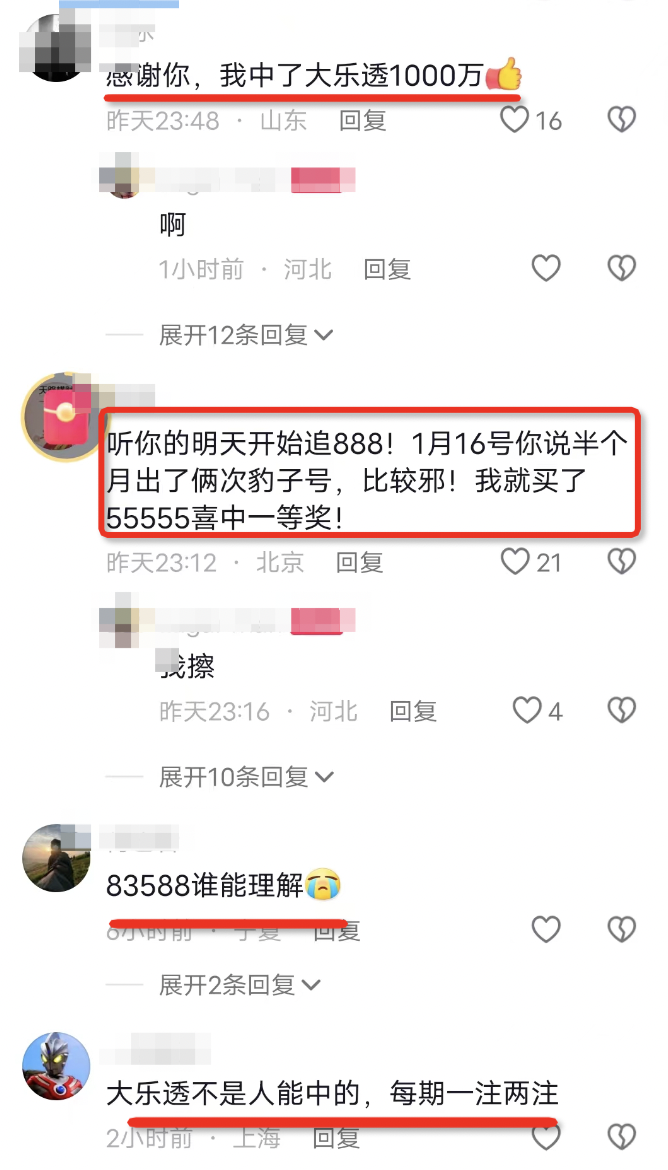 感谢你，我中了大乐透1000万👍
昨天23:48 · 山东 回复 16
啊
1小时前 · 河北 回复
展开12条回复
听你的明天开始追888！1月16号你说半个
月出了俩次豹子号，比较邪！我就买了
55555喜中一等奖！
昨天23:12 · 北京 回复 21
我擦
昨天23:16 · 河北 回复 4
展开10条回复
83588谁能理解😭
6小时前 · 宁夏 回复
展开2条回复
大乐透不是人能中的，每期一注两注
2小时前 · 上海 回复